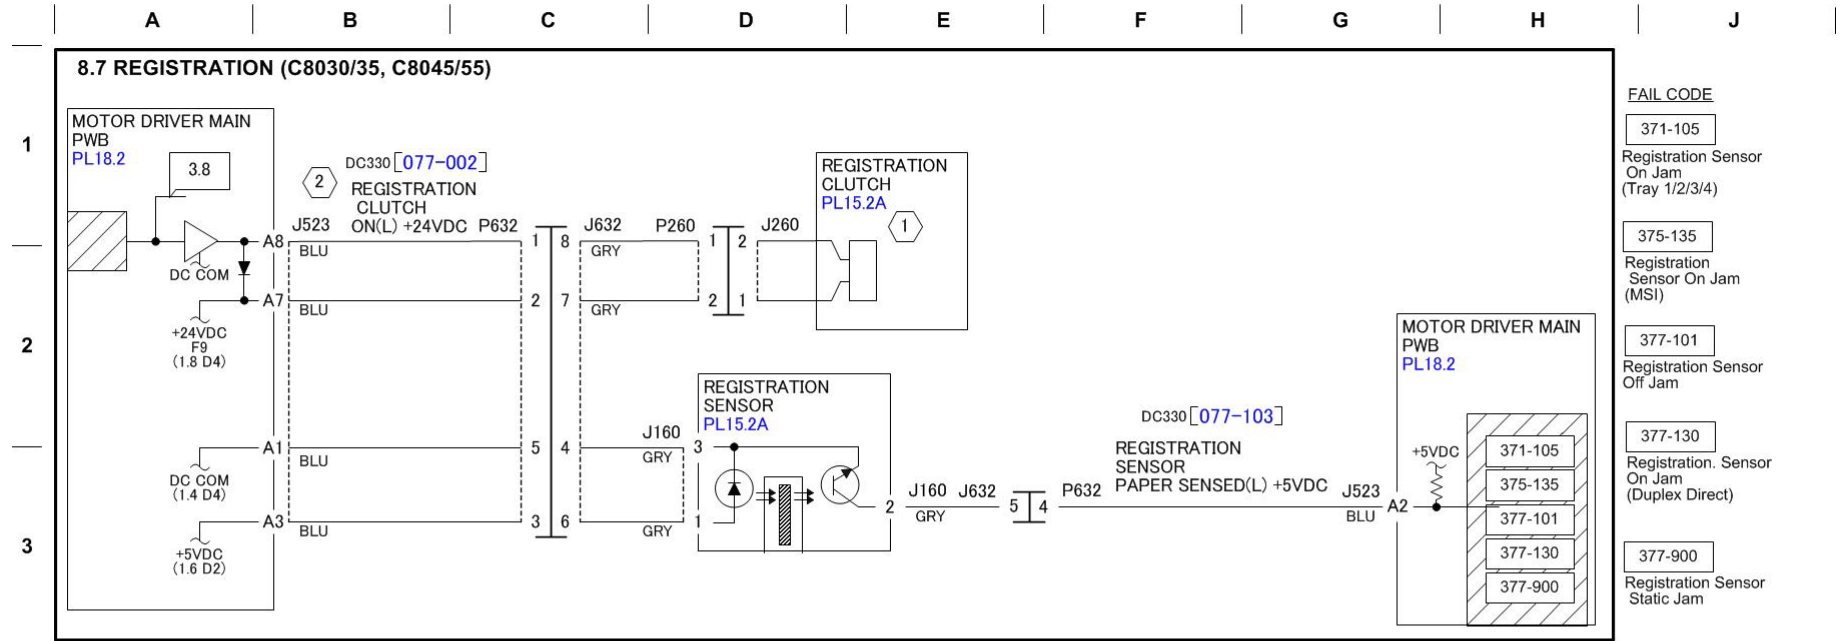 A B C D E F G H J
8.7 REGISTRATION (C8030/35, C8045/55)
1
2
3
MOTOR DRIVER MAIN
PWB
PL18.2
3.8
DC COM
+24VDC
F9
(1.8 D4)
DC COM
(1.4 D4)
+5VDC
(1.6 D2)
A8
A7
A1
A3
2
DC330 [077-002]
REGISTRATION
CLUTCH
ON(L) +24VDC
J523
BLU
BLU
BLU
BLU
P632
1 8
2 7
5 4
3 6
J632
GRY
GRY
P260
1 2
2 1
J260
REGISTRATION
CLUTCH
PL15.2A
1
J160
GRY
GRY
REGISTRATION
SENSOR
PL15.2A
3
1
2
J160
GRY
J632
5 4
P632
DC330 [077-103]
REGISTRATION
SENSOR
PAPER SENSED(L) +5VDC
J523
BLU
A2
MOTOR DRIVER MAIN
PWB
PL18.2
+5VDC
371-105
375-135
377-101
377-130
377-900
FAIL CODE
371-105
Registration Sensor
On Jam
(Tray 1/2/3/4)
375-135
Registration
Sensor On Jam
(MSI)
377-101
Registration Sensor
Off Jam
377-130
Registration. Sensor
On Jam
(Duplex Direct)
377-900
Registration Sensor
Static Jam